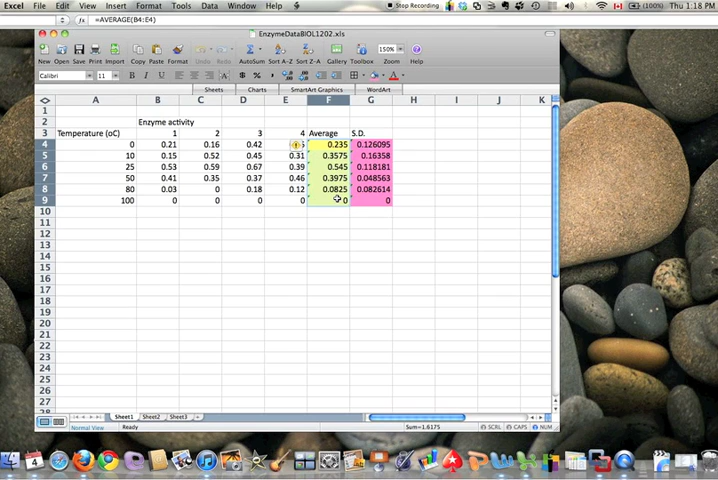 Excel File Edit View Insert Format Tools Data Window Help Stop Recording (100%) Thu 1:18 PM
fx =AVERAGE(B4:E4)
EnzymeDataBIOL1202.xls
150%
New Open Save Print Import Copy Paste Format AutoSum Sort A-Z Sort Z-A Gallery Toolbox Zoom Help
Calibri 11 B I U
Sheets Charts SmartArt Graphics WordArt
A B C D E F G H I J K
1
2 Enzyme activity
3 Temperature (oC) 1 2 3 4 Average S.D.
4 0 0.21 0.16 0.42 0.235 0.126095
5 10 0.15 0.52 0.45 0.31 0.3575 0.16358
6 25 0.53 0.59 0.67 0.39 0.545 0.118181
7 50 0.41 0.35 0.37 0.46 0.3975 0.048563
8 80 0.03 0 0.18 0.12 0.0825 0.082614
9 100 0 0 0 0 0 0
10
11
12
13
14
15
16
17
18
19
20
21
22
23
24
25
26
27
28
Sheet1 Sheet2 Sheet3
Normal View Ready Sum=1.6175 SCRL CAPS NUM